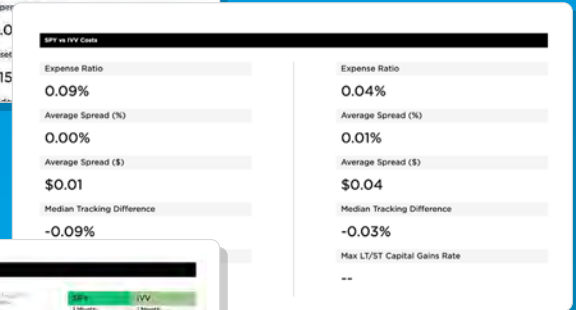 SPY vs IVV Costs
Expense Ratio
0.09%
Average Spread (%)
0.00%
Average Spread ($)
$0.01
Median Tracking Difference
-0.09%
Expense Ratio
0.04%
Average Spread (%)
0.01%
Average Spread ($)
$0.04
Median Tracking Difference
-0.03%
Max LT/ST Capital Gains Rate
--
SPY IVV